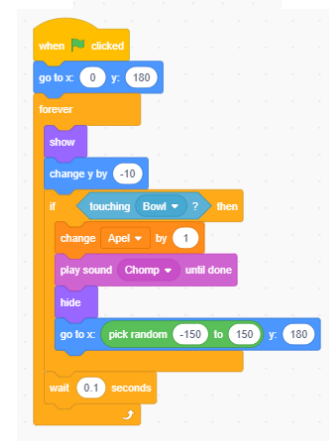 when clicked
go to x: 0 y: 180
forever
show
change y by -10
if touching Bowl ? then
change Apel by 1
play sound Chomp until done
hide
go to x: pick random -150 to 150 y: 180
wait 0.1 seconds